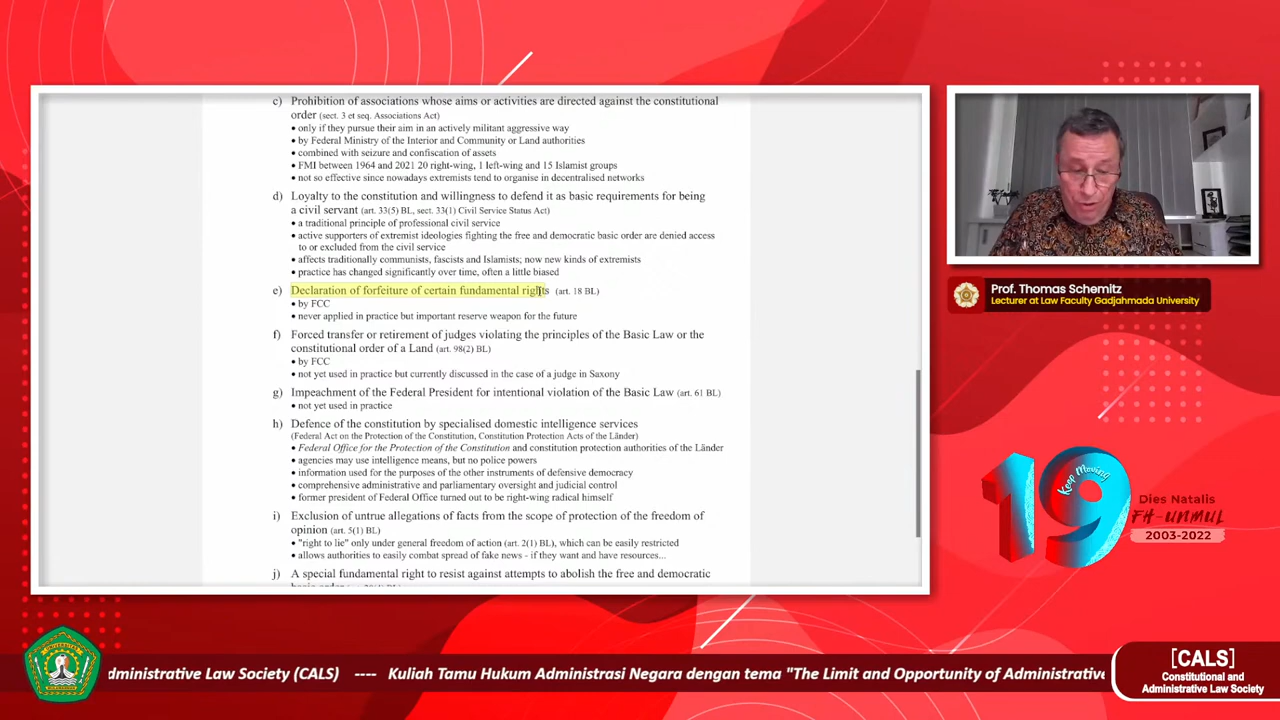 c) Prohibition of associations whose aims or activities are directed against the constitutional
order (sect. 3 et seq. Associations Act)
• only if they pursue their aim in an actively militant aggressive way
• by Federal Ministry of the Interior and Community or Land authorities
• combined with seizure and confiscation of assets
• FMI between 1964 and 2021 20 right-wing, 1 left-wing and 15 Islamist groups
• not so effective since nowadays extremists tend to organise in decentralised networks
d) Loyalty to the constitution and willingness to defend it as basic requirements for being
a civil servant (art. 33(5) BL, sect. 33(1) Civil Service Status Act)
• a traditional principle of professional civil service
• active supporters of extremist ideologies fighting the free and democratic basic order are denied access
to or excluded from the civil service
• affects traditionally communists, fascists and Islamists; now new kinds of extremists
• practice has changed significantly over time, often a little biased
e) Declaration of forfeiture of certain fundamental rights (art. 18 BL)
• by FCC
• never applied in practice but important reserve weapon for the future
f) Forced transfer or retirement of judges violating the principles of the Basic Law or the
constitutional order of a Land (art. 98(2) BL)
• by FCC
• not yet used in practice but currently discussed in the case of a judge in Saxony
g) Impeachment of the Federal President for intentional violation of the Basic Law (art. 61 BL)
• not yet used in practice
h) Defence of the constitution by specialised domestic intelligence services
(Federal Act on the Protection of the Constitution, Constitution Protection Acts of the Länder)
• Federal Office for the Protection of the Constitution and constitution protection authorities of the Länder
• agencies may use intelligence means, but no police powers
• information used for the purposes of the other instruments of defensive democracy
• comprehensive administrative and parliamentary oversight and judicial control
• former president of Federal Office turned out to be right-wing radical himself
i) Exclusion of untrue allegations of facts from the scope of protection of the freedom of
opinion (art. 5(1) BL)
• "right to lie" only under general freedom of action (art. 2(1) BL), which can be easily restricted
• allows authorities to easily combat spread of fake news - if they want and have resources...
j) A special fundamental right to resist against attempts to abolish the free and democratic
Prof. Thomas Schemitz
Lecturer at Law Faculty Gadjahmada University
19
Keep Moving
Dies Natalis
FH-UNMUL
2003-2022
dministrative Law Society (CALS) ---- Kuliah Tamu Hukum Administrasi Negara dengan tema "The Limit and Opportunity of Administrative
[CALS]
Constitutional and
Administrative Law Society